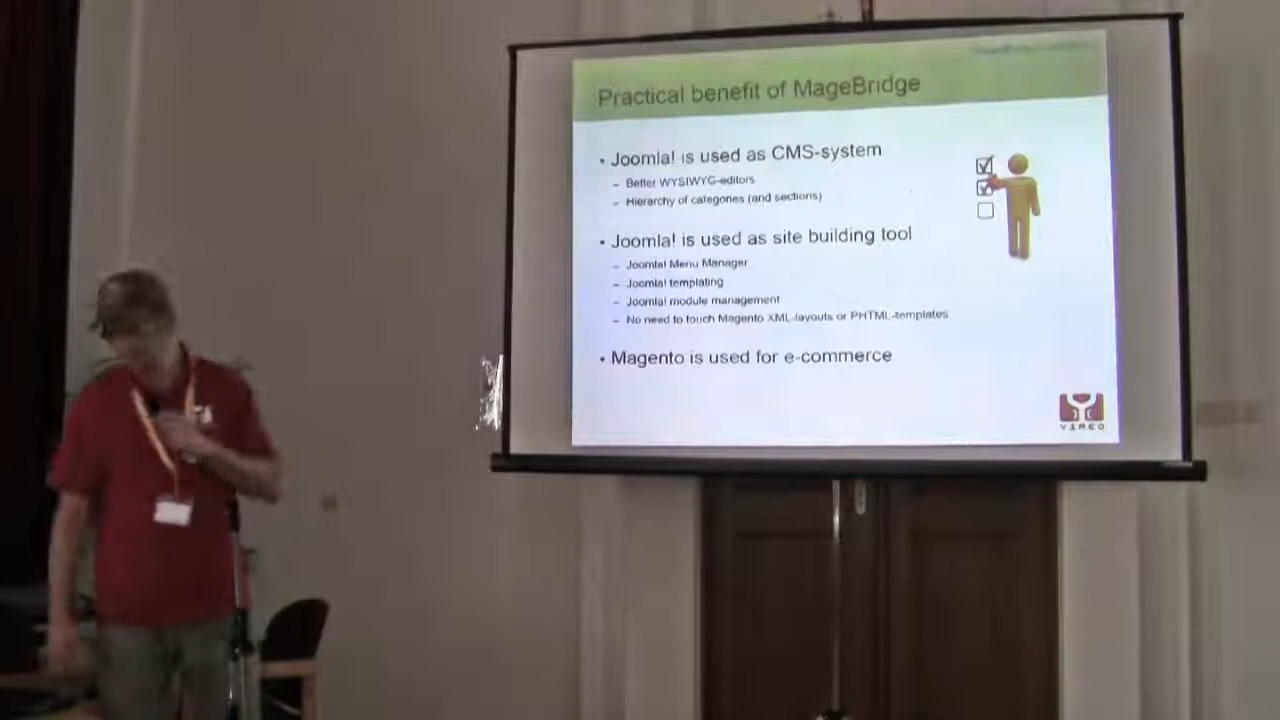 Practical benefit of MageBridge
• Joomla! is used as CMS-system
– Better WYSIWYG-editors
– Hierarchy of categories (and sections)
• Joomla! is used as site building tool
– Joomla! Menu Manager
– Joomla! templating
– Joomla! module management
– No need to touch Magento XML-layouts or PHTML-templates
• Magento is used for e-commerce
YIREO